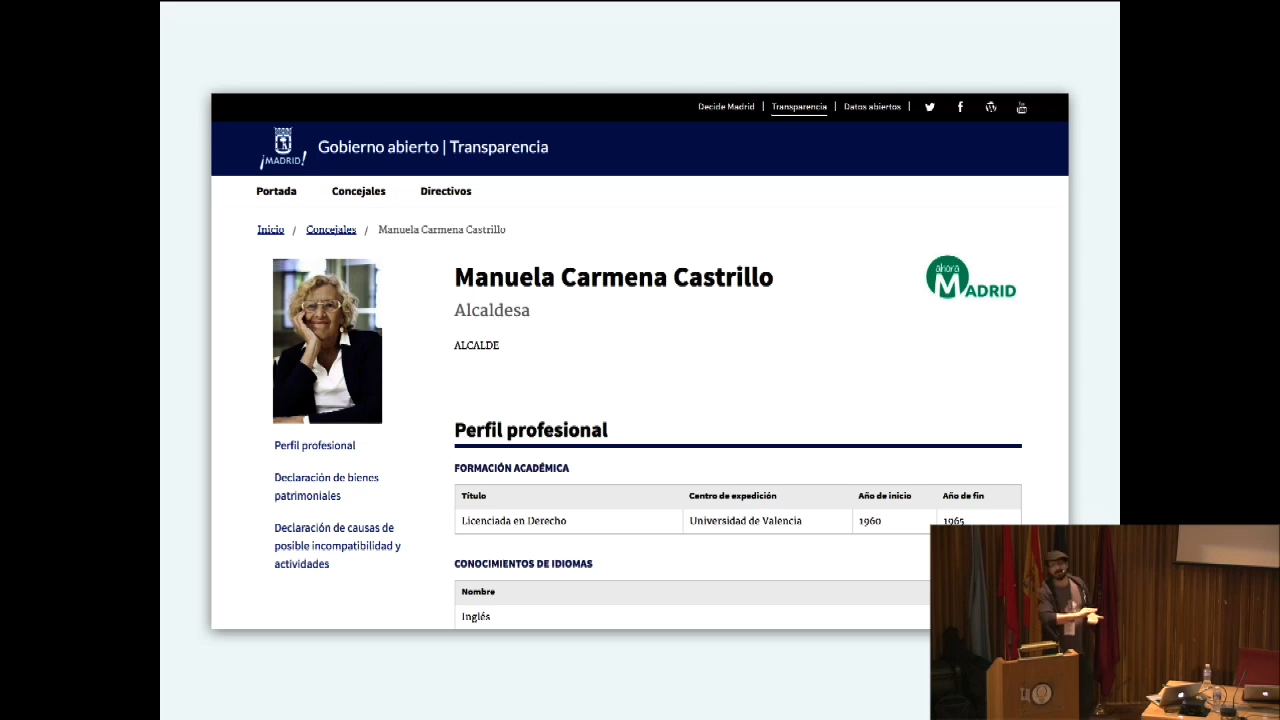 Decide Madrid | Transparencia | Datos abiertos |
¡MADRID!
Gobierno abierto | Transparencia
Portada Concejales Directivos
Inicio / Concejales / Manuela Carmena Castrillo
Manuela Carmena Castrillo
ahora
MADRID
Alcaldesa
ALCALDE
Perfil profesional
Perfil profesional
Declaración de bienes
patrimoniales
Declaración de causas de
posible incompatibilidad y
actividades
FORMACIÓN ACADÉMICA
Título Centro de expedición Año de inicio Año de fin
Licenciada en Derecho Universidad de Valencia 1960 1965
CONOCIMIENTOS DE IDIOMAS
Nombre
Inglés